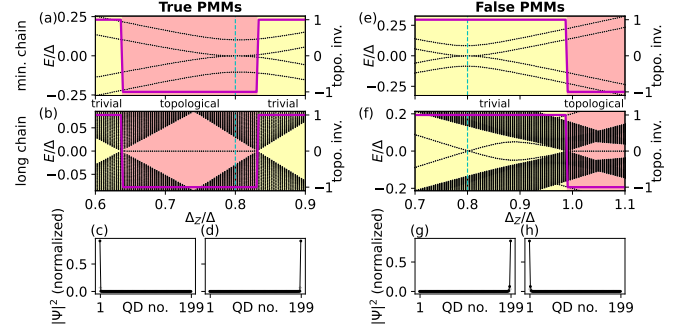 True PMMs
False PMMs
(a)
min. chain
E/Δ
0.25
0.00
−0.25
1
0
−1
topo. inv.
(e)
E/Δ
0.25
0.00
−0.25
1
0
−1
topo. inv.
trivial topological trivial
trivial topological
(b)
long chain
E/Δ
0.05
0.00
−0.05
1
0
−1
topo. inv.
0.6 0.7 0.8 0.9
Δ_Z/Δ
(f)
E/Δ
0.2
0.0
−0.2
1
0
−1
topo. inv.
0.7 0.8 0.9 1.0 1.1
Δ_Z/Δ
(c)
|Ψ|² (normalized)
0.5
0.0
1 QD no. 199
(d)
1 QD no. 199
(g)
|Ψ|² (normalized)
0.5
0.0
1 QD no. 199
(h)
1 QD no. 199